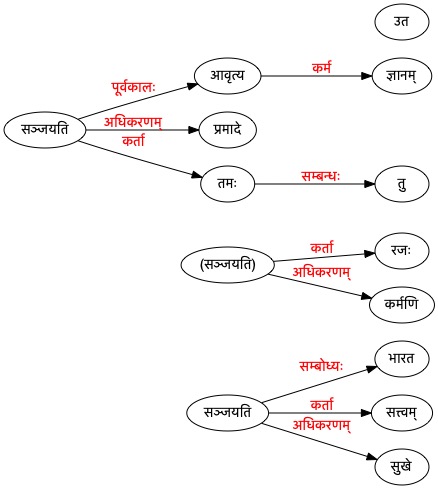 उत
पूर्वकालः
आवृत्य
कर्म
ज्ञानम्
सञ्जयति
अधिकरणम्
प्रमादे
कर्ता
तमः
सम्बन्धः
तु
(सञ्जयति)
कर्ता
रजः
अधिकरणम्
कर्मणि
सम्बोध्यः
भारत
सञ्जयति
कर्ता
सत्त्वम्
अधिकरणम्
सुखे